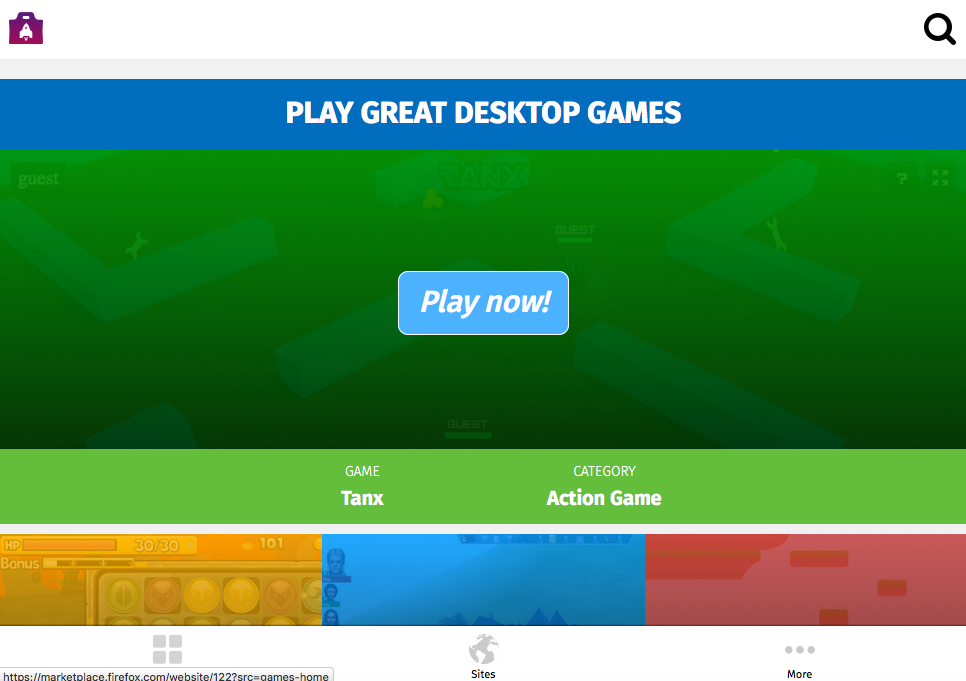 PLAY GREAT DESKTOP GAMES
guest
TANX
?
GUEST
Play now!
GUEST
GAME
CATEGORY
Tanx
Action Game
HP
30/30
101
Bonus
Sites
More
https://marketplace.firefox.com/website/122?src=games-home